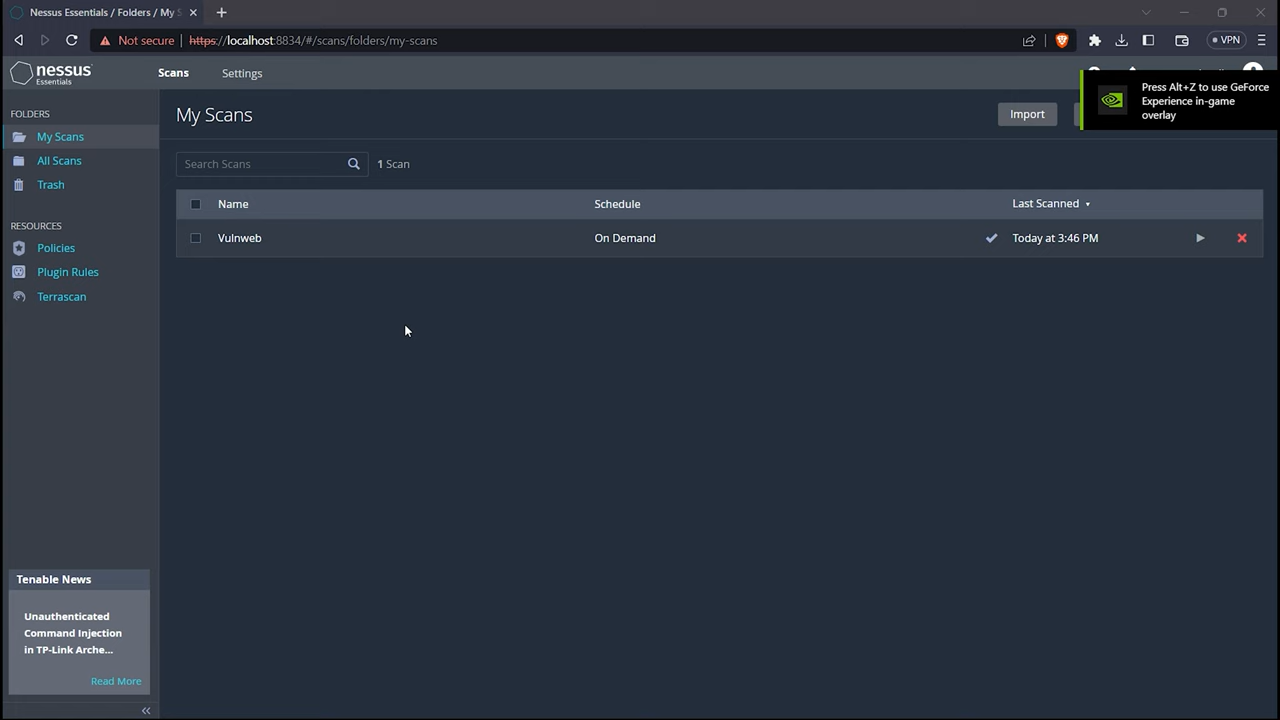 Nessus Essentials / Folders / My S
Not secure https://localhost:8834/#/scans/folders/my-scans VPN
nessus
Essentials
Scans Settings
Press Alt+Z to use GeForce
Experience in-game
overlay
FOLDERS
My Scans
All Scans
Trash
RESOURCES
Policies
Plugin Rules
Terrascan
Tenable News
Unauthenticated
Command Injection
in TP-Link Arche...
Read More
My Scans
Import
Search Scans 1 Scan
Name Schedule Last Scanned
Vulnweb On Demand Today at 3:46 PM